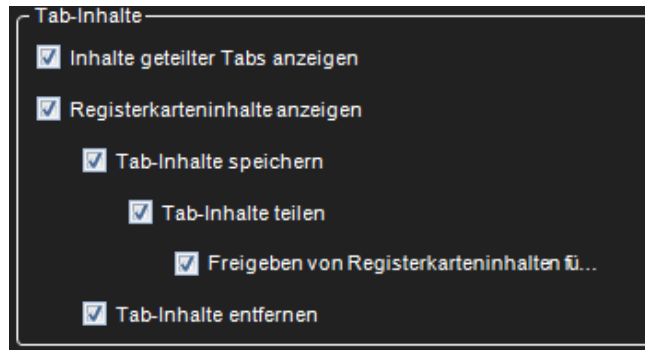 Tab-Inhalte
Inhalte geteilter Tabs anzeigen
Registerkarteninhalte anzeigen
Tab-Inhalte speichern
Tab-Inhalte teilen
Freigeben von Registerkarteninhalten fü...
Tab-Inhalte entfernen